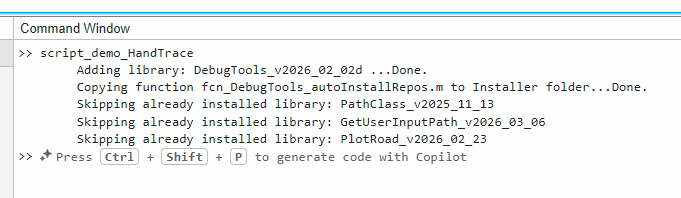 Command Window
>> script_demo_HandTrace
Adding library: DebugTools_v2026_02_02d ...Done.
Copying function fcn_DebugTools_autoInstallRepos.m to Installer folder...Done.
Skipping already installed library: PathClass_v2025_11_13
Skipping already installed library: GetUserInputPath_v2026_03_06
Skipping already installed library: PlotRoad_v2026_02_23
>> Press Ctrl + Shift + P to generate code with Copilot